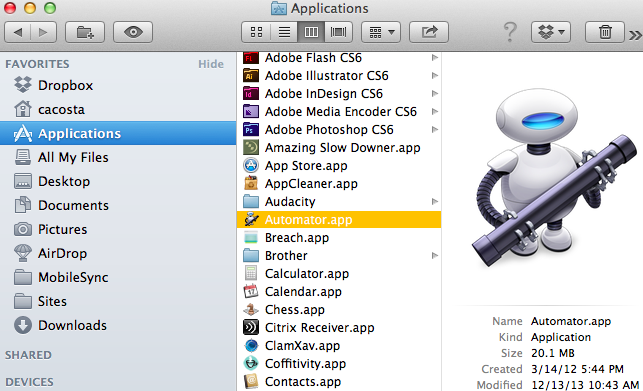 Applications
FAVORITES Hide
Dropbox
cacosta
Applications
All My Files
Desktop
Documents
Pictures
AirDrop
MobileSync
Sites
Downloads
SHARED
DEVICES
Adobe Flash CS6
Adobe Illustrator CS6
Adobe InDesign CS6
Adobe Media Encoder CS6
Adobe Photoshop CS6
Amazing Slow Downer.app
App Store.app
AppCleaner.app
Audacity
Automator.app
Breach.app
Brother
Calculator.app
Calendar.app
Chess.app
Citrix Receiver.app
ClamXav.app
Coffitivity.app
Contacts.app
Name Automator.app
Kind Application
Size 20.1 MB
Created 3/14/12 5:44 PM
Modified 12/13/13 10:43 AM